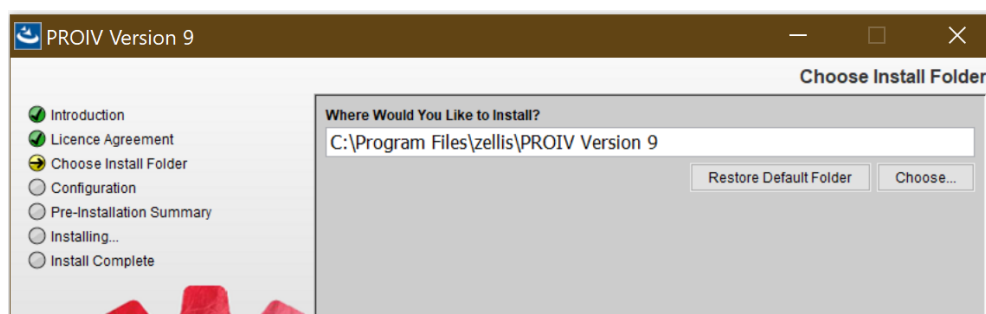 PROIV Version 9
Choose Install Folder
Introduction
Licence Agreement
Choose Install Folder
Configuration
Pre-Installation Summary
Installing...
Install Complete
Where Would You Like to Install?
C:\Program Files\zellis\PROIV Version 9
Restore Default Folder
Choose...